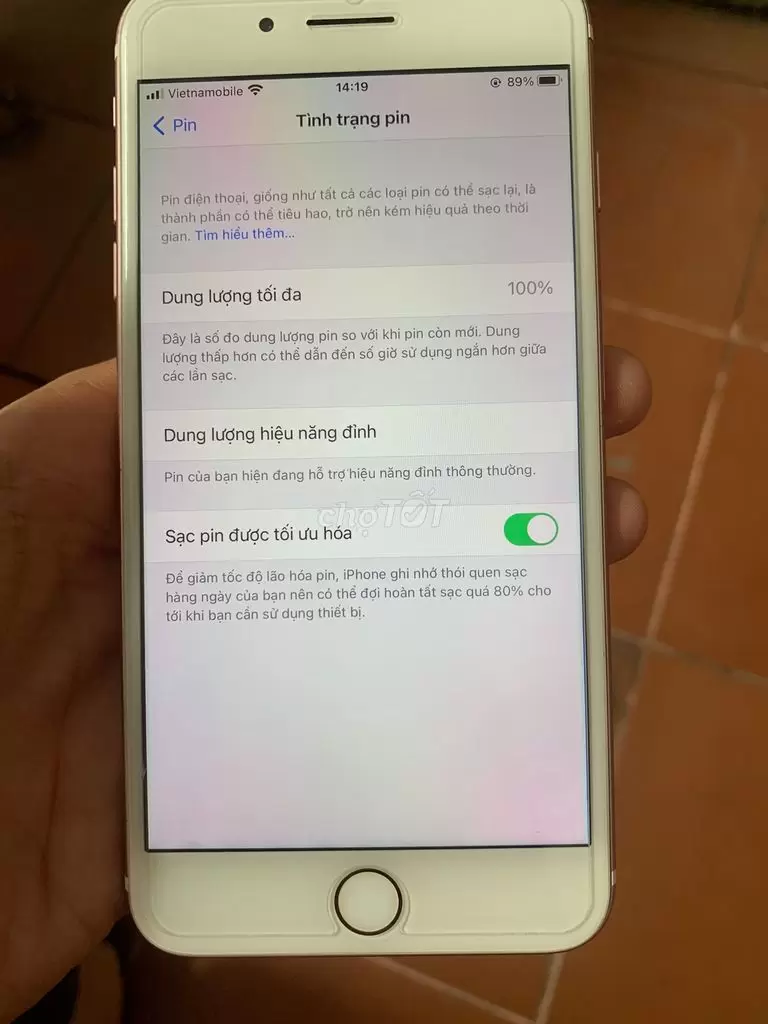 Vietnamobile 14:19 89%
Pin Tình trạng pin
Pin điện thoại, giống như tất cả các loại pin có thể sạc lại, là
thành phần có thể tiêu hao, trở nên kém hiệu quả theo thời
gian. Tìm hiểu thêm...
Dung lượng tối đa 100%
Đây là số đo dung lượng pin so với khi pin còn mới. Dung
lượng thấp hơn có thể dẫn đến số giờ sử dụng ngắn hơn giữa
các lần sạc.
Dung lượng hiệu năng đỉnh
Pin của bạn hiện đang hỗ trợ hiệu năng đỉnh thông thường.
chợTỐT
Sạc pin được tối ưu hóa
Để giảm tốc độ lão hóa pin, iPhone ghi nhớ thói quen sạc
hàng ngày của bạn nên có thể đợi hoàn tất sạc quá 80% cho
tới khi bạn cần sử dụng thiết bị.